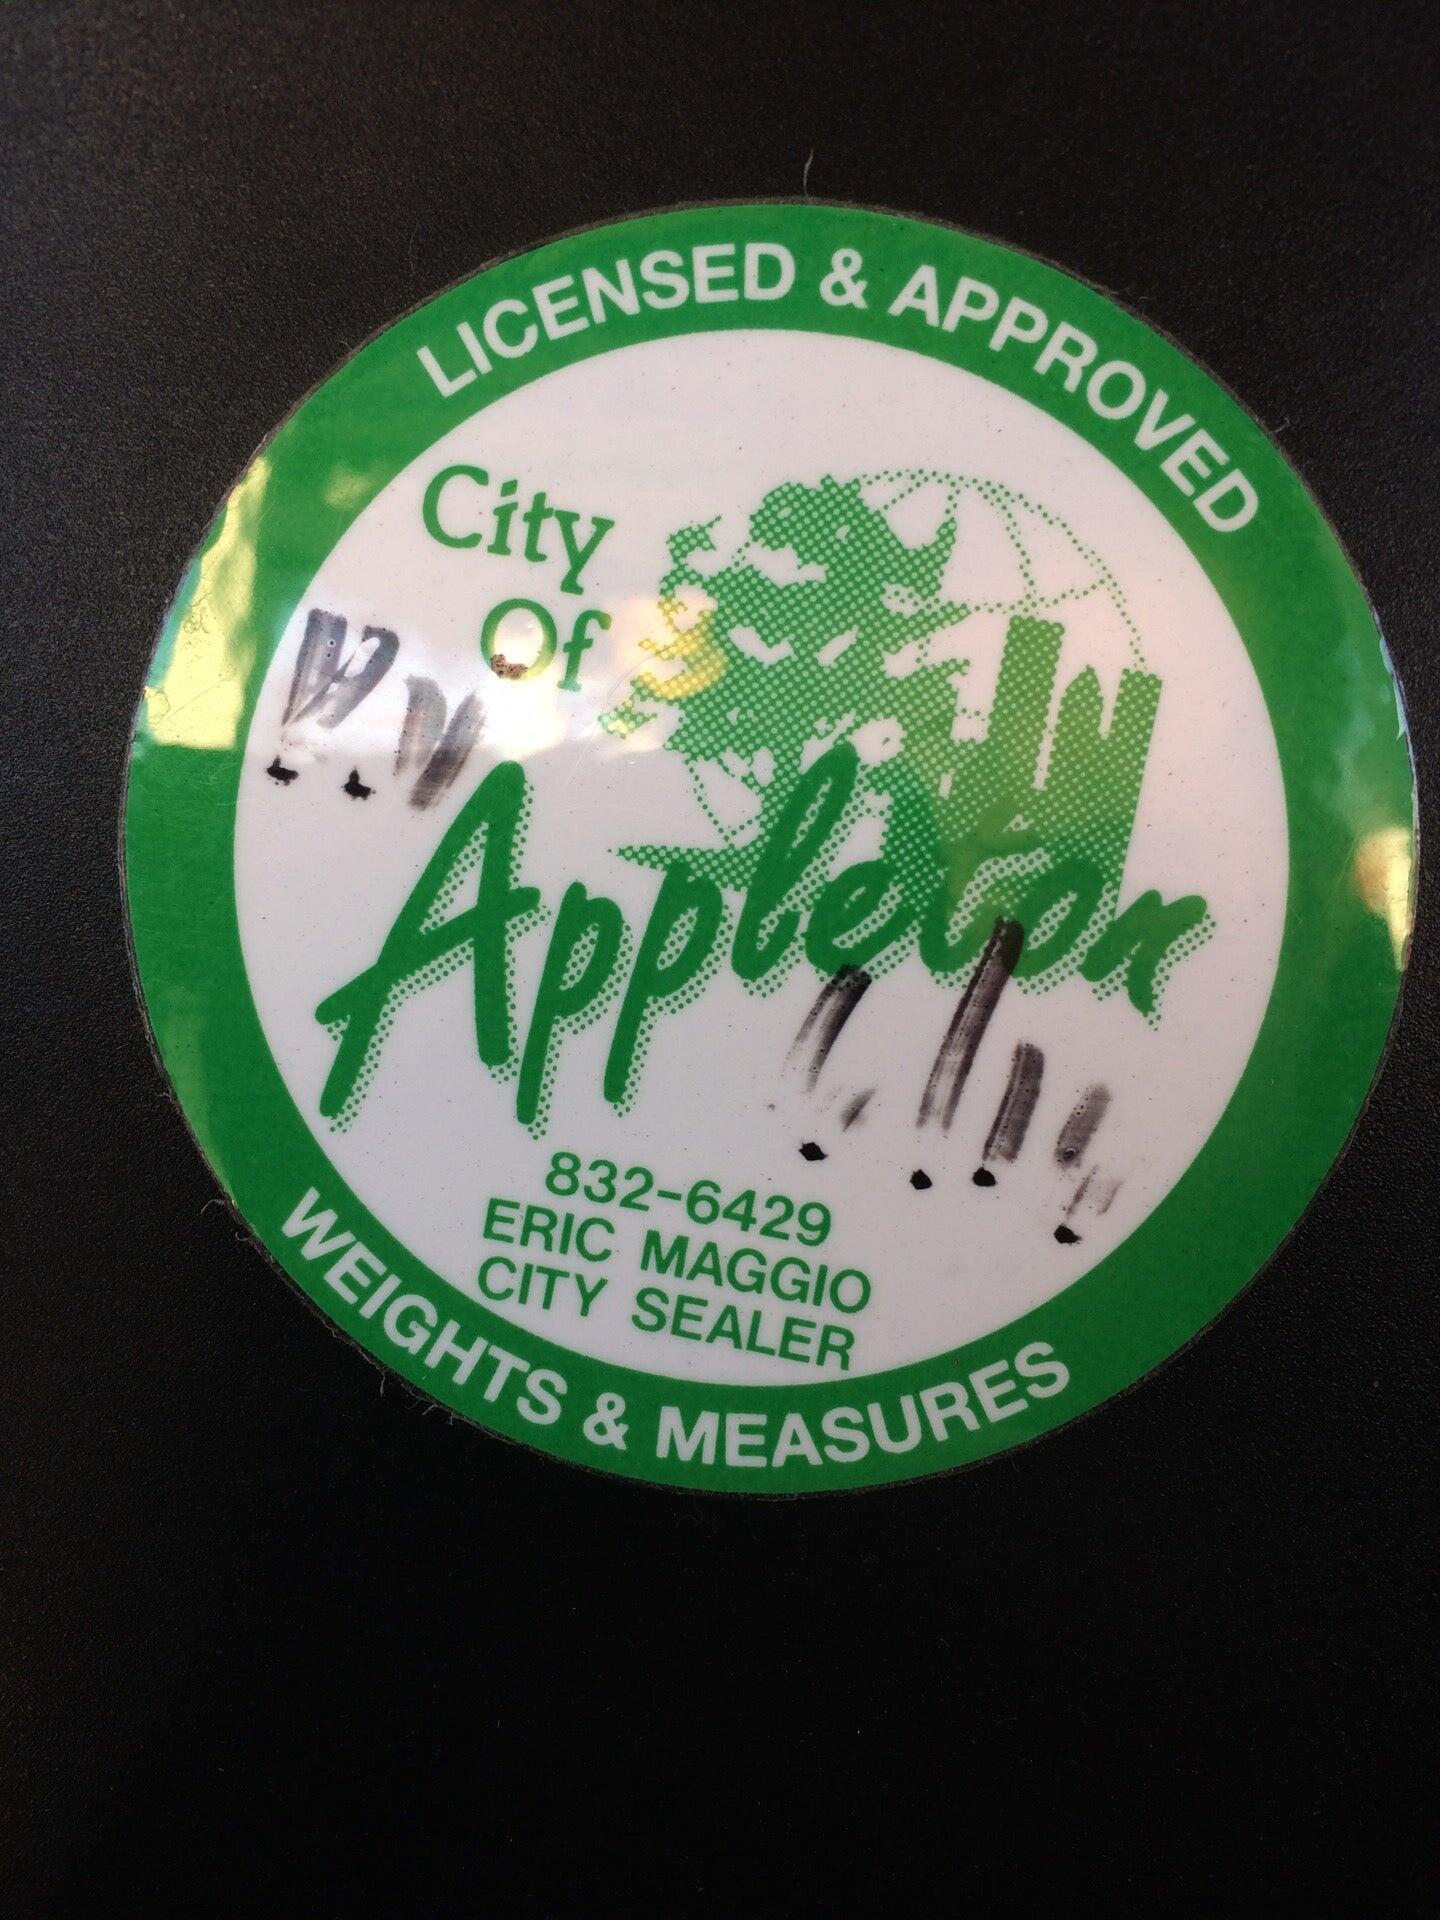 LICENSED & APPROVED
City
Of
Appleton
832-6429
ERIC MAGGIO
CITY SEALER
WEIGHTS & MEASURES